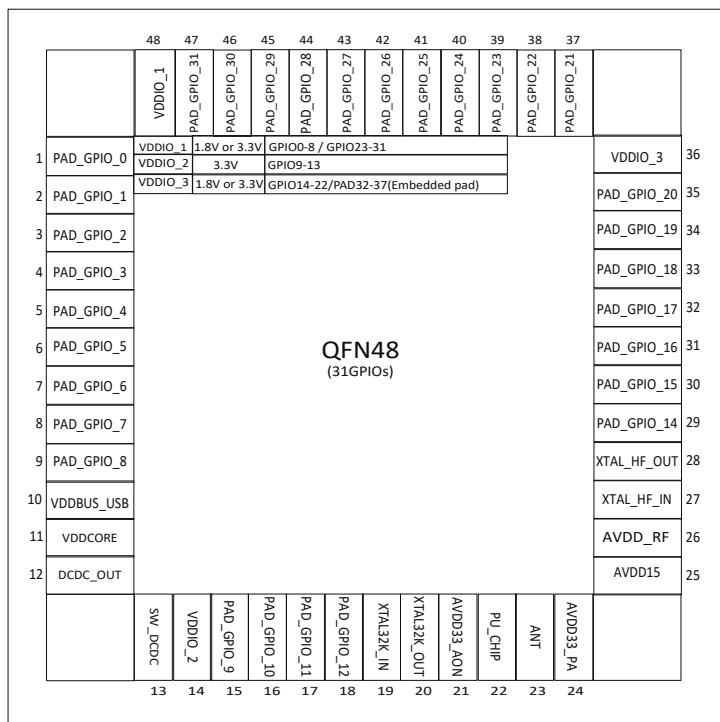 48 47 46 45 44 43 42 41 40 39 38 37
VDDIO_1
PAD_GPIO_31
PAD_GPIO_30
PAD_GPIO_29
PAD_GPIO_28
PAD_GPIO_27
PAD_GPIO_26
PAD_GPIO_25
PAD_GPIO_24
PAD_GPIO_23
PAD_GPIO_22
PAD_GPIO_21
VDDIO_1 1.8V or 3.3V GPIO0-8 / GPIO23-31
VDDIO_2 3.3V GPIO9-13
VDDIO_3 1.8V or 3.3V GPIO14-22/PAD32-37(Embedded pad)
1 PAD_GPIO_0
2 PAD_GPIO_1
3 PAD_GPIO_2
4 PAD_GPIO_3
5 PAD_GPIO_4
6 PAD_GPIO_5
7 PAD_GPIO_6
8 PAD_GPIO_7
9 PAD_GPIO_8
10 VDDBUS_USB
11 VDDCORE
12 DCDC_OUT
QFN48
(31GPIOs)
VDDIO_3 36
PAD_GPIO_20 35
PAD_GPIO_19 34
PAD_GPIO_18 33
PAD_GPIO_17 32
PAD_GPIO_16 31
PAD_GPIO_15 30
PAD_GPIO_14 29
XTAL_HF_OUT 28
XTAL_HF_IN 27
AVDD_RF 26
AVDD15 25
SW_DCDC
VDDIO_2
PAD_GPIO_9
PAD_GPIO_10
PAD_GPIO_11
PAD_GPIO_12
XTAL32K_IN
XTAL32K_OUT
AVDD33_AON
PU_CHIP
ANT
AVDD33_PA
13 14 15 16 17 18 19 20 21 22 23 24